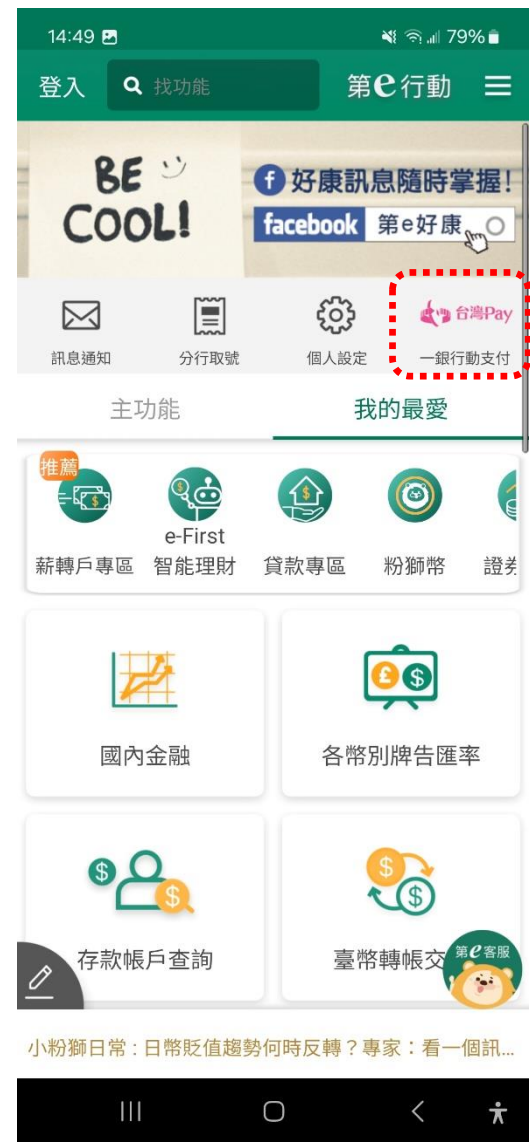 14:49
79%
登入
找功能
第e行動
BE
COOL!
好康訊息隨時掌握!
facebook 第e好康
台灣Pay
訊息通知
分行取號
個人設定
一銀行動支付
主功能
我的最愛
推薦
薪轉戶專區
e-First
智能理財
貸款專區
粉獅幣
證券
國內金融
各幣別牌告匯率
存款帳戶查詢
臺幣轉帳交
第e客服
小粉獅日常 : 日幣貶值趨勢何時反轉？專家：看一個訊...